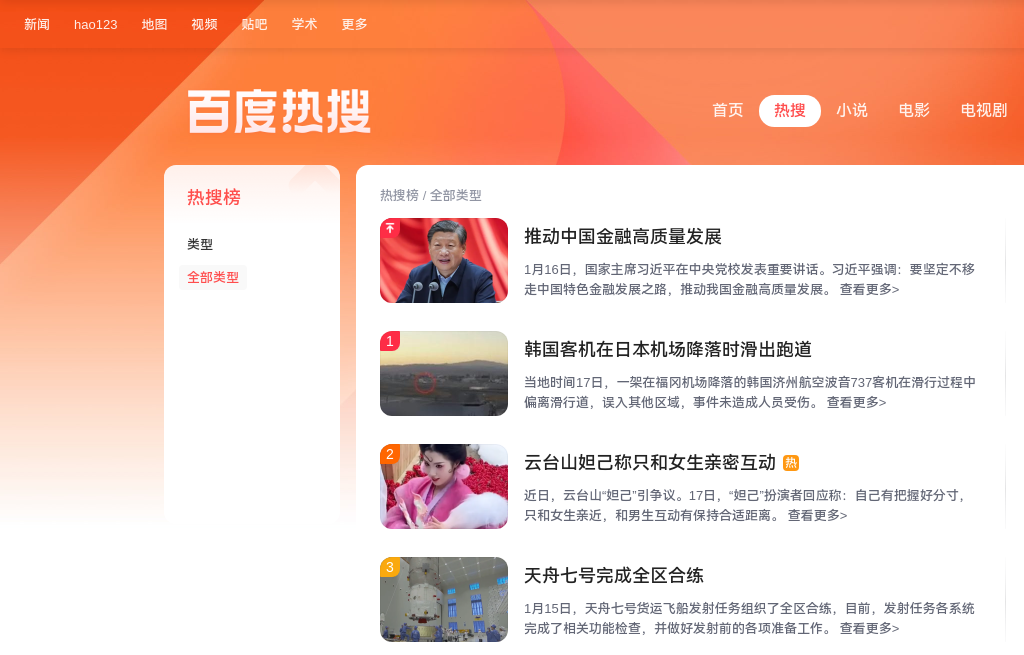 新闻 hao123 地图 视频 贴吧 学术 更多
百度热搜
首页 热搜 小说 电影 电视剧
热搜榜
类型
全部类型
热搜榜 / 全部类型
推动中国金融高质量发展
1月16日，国家主席习近平在中央党校发表重要讲话。习近平强调：要坚定不移
走中国特色金融发展之路，推动我国金融高质量发展。 查看更多>
1
韩国客机在日本机场降落时滑出跑道
当地时间17日，一架在福冈机场降落的韩国济州航空波音737客机在滑行过程中
偏离滑行道，误入其他区域，事件未造成人员受伤。 查看更多>
2
云台山妲己称只和女生亲密互动 热
近日，云台山“妲己”引争议。17日，“妲己”扮演者回应称：自己有把握好分寸，
只和女生亲近，和男生互动有保持合适距离。 查看更多>
3
天舟七号完成全区合练
1月15日，天舟七号货运飞船发射任务组织了全区合练，目前，发射任务各系统
完成了相关功能检查，并做好发射前的各项准备工作。 查看更多>